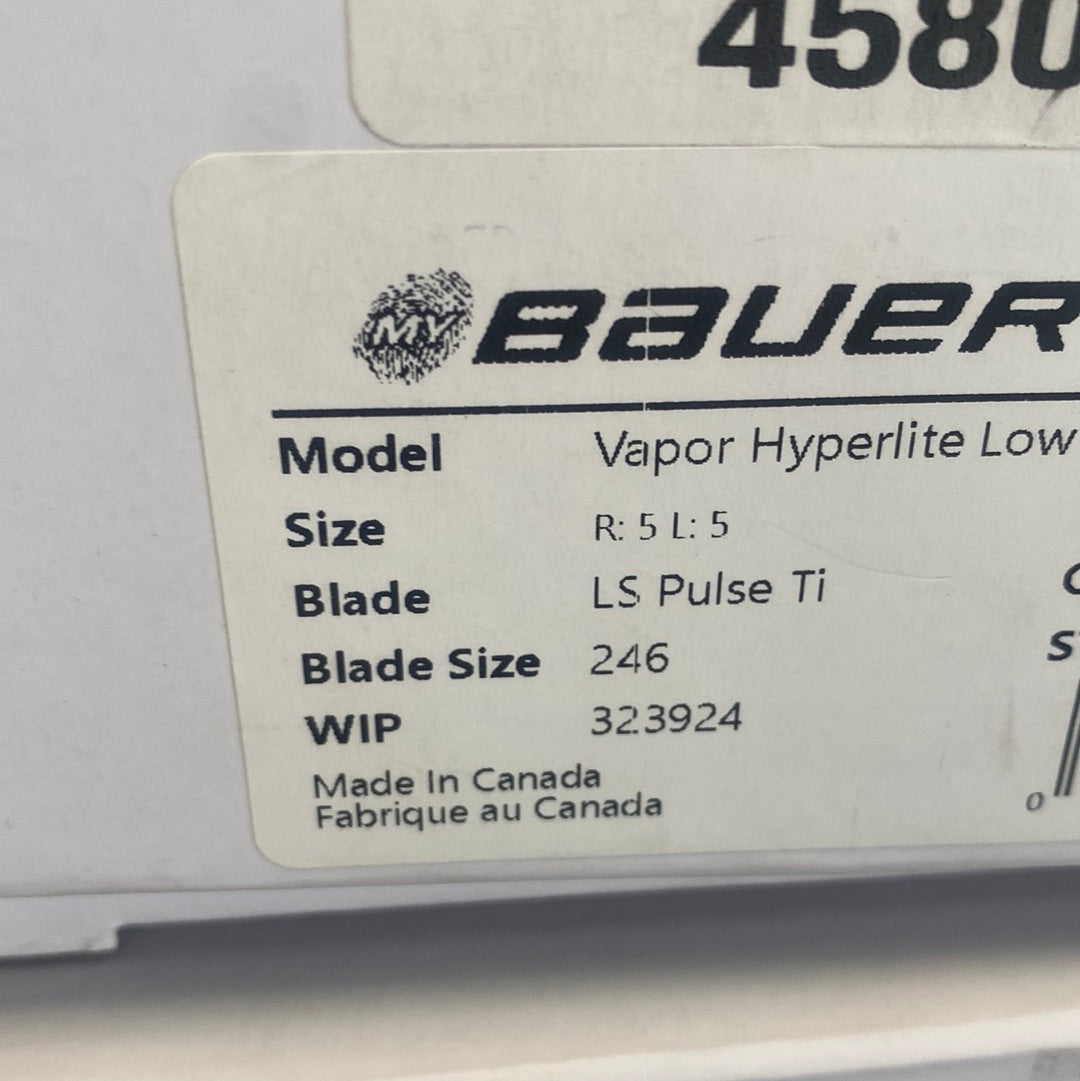 4580
MY BAUER
Model Vapor Hyperlite Low
Size R: 5 L: 5
Blade LS Pulse Ti
Blade Size 246
WIP 323924
Made In Canada
Fabrique au Canada
0